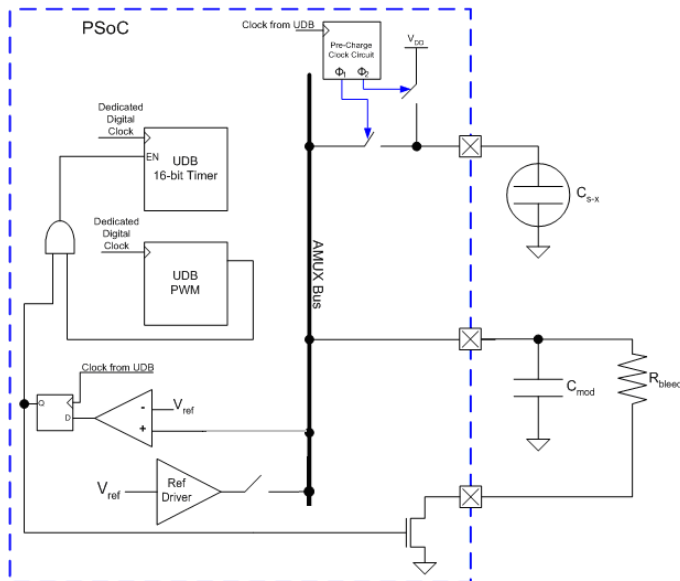 PSoC
Clock from UDB
Pre-Charge
Clock Circuit
Φ1 Φ2
VDD
Dedicated
Digital
Clock
EN
UDB
16-bit Timer
Cs-x
Dedicated
Digital
Clock
UDB
PWM
AMUX Bus
Clock from UDB
Q
D
-
+
Vref
Cmod
Rbleed
Vref
Ref
Driver